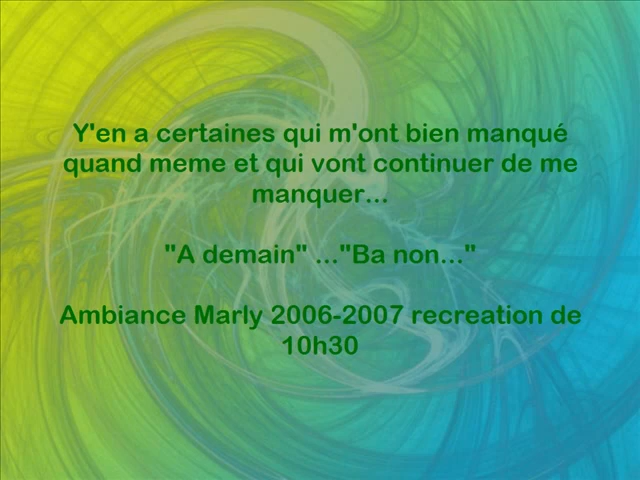 Y'en a certaines qui m'ont bien manqué
quand meme et qui vont continuer de me
manquer...
"A demain" ..."Ba non..."
Ambiance Marly 2006-2007 recreation de
10h30